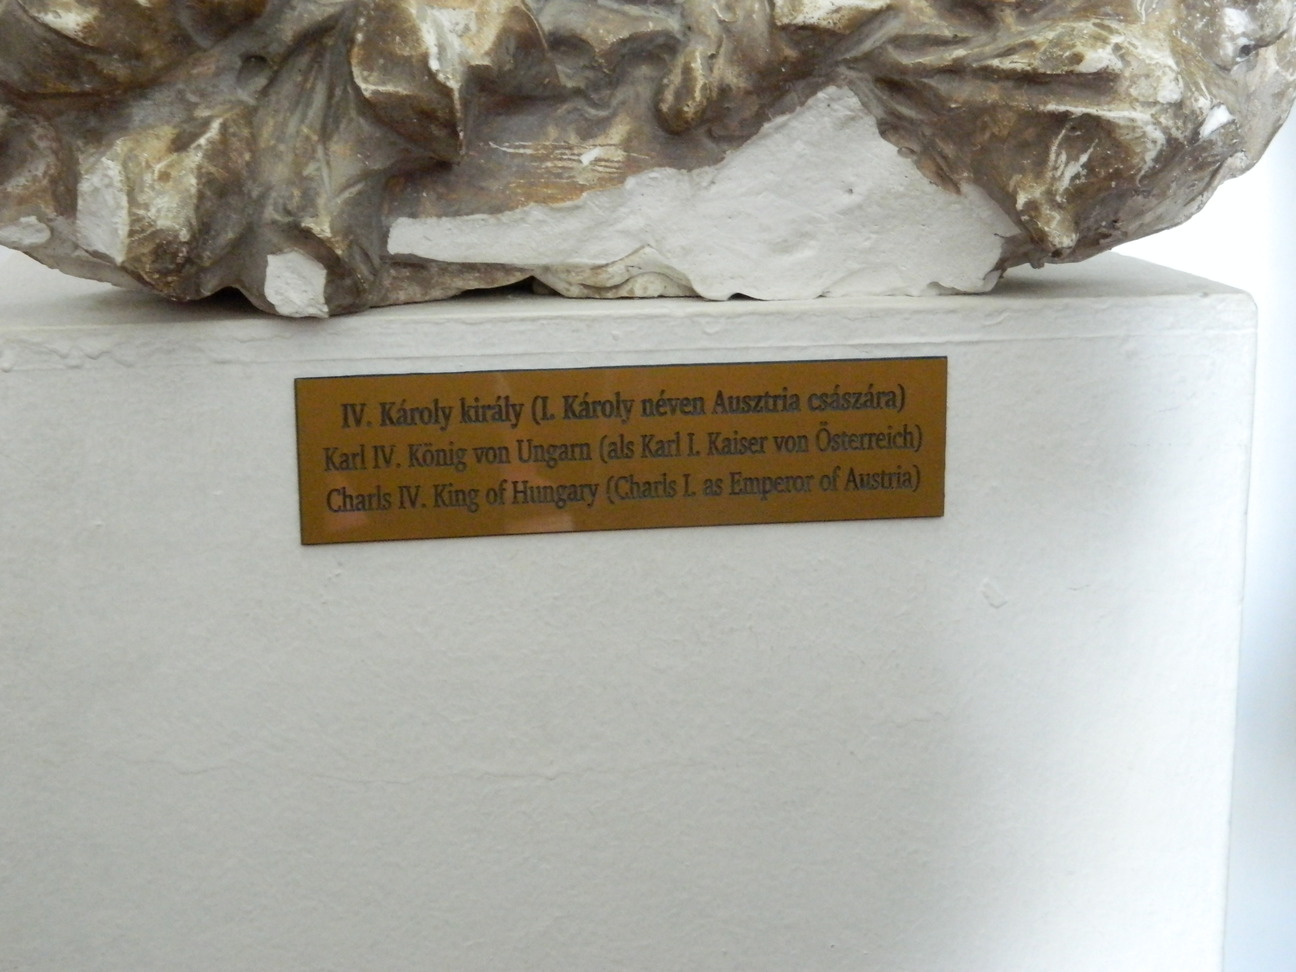 IV. Károly király (I. Károly néven Ausztria császára)
Karl IV. König von Ungarn (als Karl I. Kaiser von Österreich)
Charls IV. King of Hungary (Charls I. as Emperor of Austria)